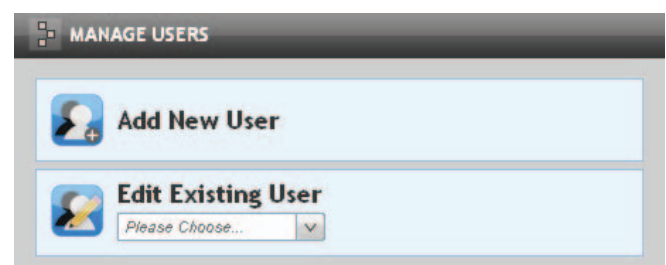 MANAGE USERS
Add New User
Edit Existing User
Please Choose...